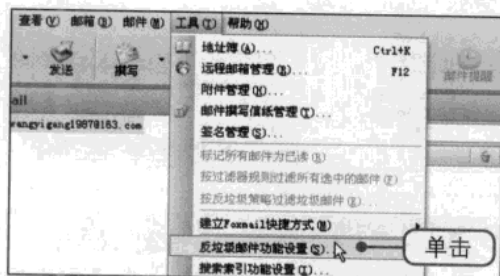 查看(V) 邮箱(B) 邮件(M) 工具(T) 帮助(H)
地址簿(A)... Ctrl+K
发送 撰写 远程邮箱管理(R)... F12 邮件提醒
附件管理(K)...
ail 邮件撰写信纸管理(T)...
签名管理(S)...
标记所有邮件为已读(R)
按过滤器规则过滤所有选中的邮件(F)
按反垃圾策略过滤垃圾邮件
建立Foxmail快捷方式(M)
反垃圾邮件功能设置(S)... 单击
搜索索引功能设置(I)...